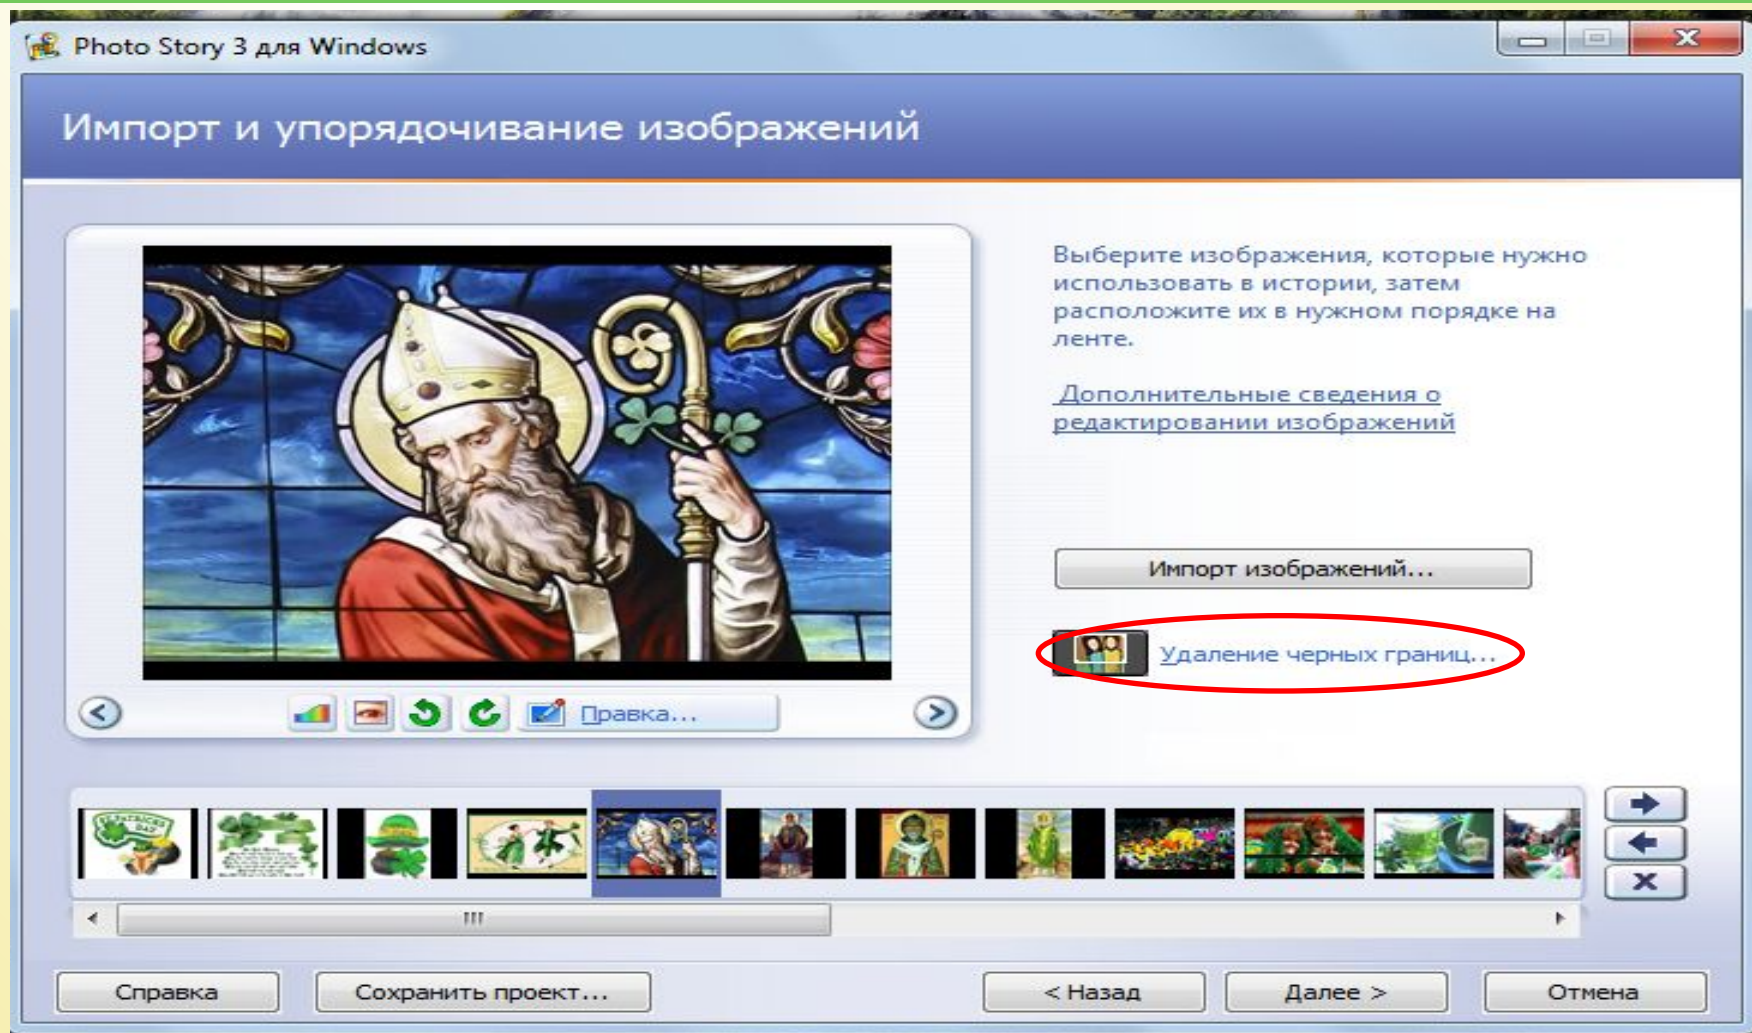 Photo Story 3 для Windows
Импорт и упорядочивание изображений
Выберите изображения, которые нужно
использовать в истории, затем
расположите их в нужном порядке на
ленте.
Дополнительные сведения о
редактировании изображений
Импорт изображений...
Удаление черных границ...
Правка...
Справка
Сохранить проект...
< Назад
Далее >
Отмена